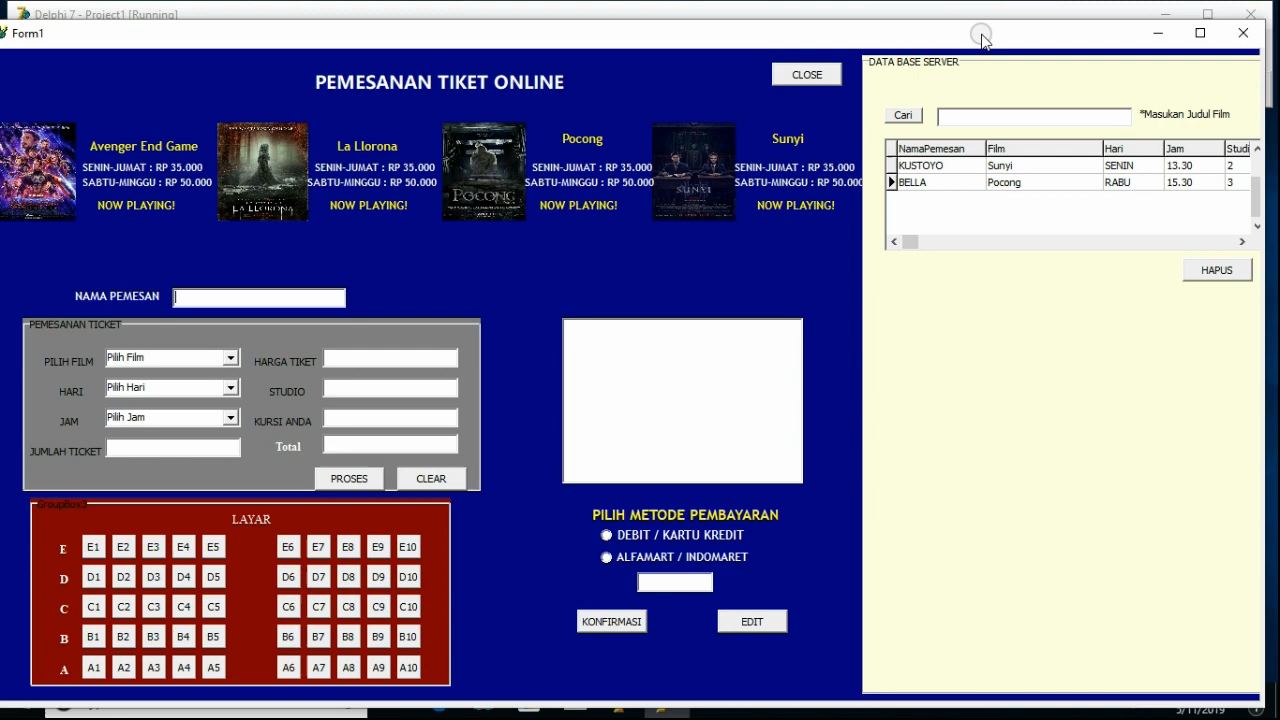 Delphi 7 - Project1 [Running]
Form1
PEMESANAN TIKET ONLINE
CLOSE
Avenger End Game
SENIN-JUMAT : RP 35.000
SABTU-MINGGU : RP 50.000
NOW PLAYING!
LA LLORONA
La Llorona
SENIN-JUMAT : RP 35.000
SABTU-MINGGU : RP 50.000
NOW PLAYING!
POCONG
Pocong
SENIN-JUMAT : RP 35.000
SABTU-MINGGU : RP 50.000
NOW PLAYING!
SUNYI
Sunyi
SENIN-JUMAT : RP 35.000
SABTU-MINGGU : RP 50.000
NOW PLAYING!
NAMA PEMESAN
PEMESANAN TICKET
PILIH FILM Pilih Film HARGA TIKET
HARI Pilih Hari STUDIO
JAM Pilih Jam KURSI ANDA
JUMLAH TICKET Total
PROSES CLEAR
GroupBox3
LAYAR
E E1 E2 E3 E4 E5 E6 E7 E8 E9 E10
D D1 D2 D3 D4 D5 D6 D7 D8 D9 D10
C C1 C2 C3 C4 C5 C6 C7 C8 C9 C10
B B1 B2 B3 B4 B5 B6 B7 B8 B9 B10
A A1 A2 A3 A4 A5 A6 A7 A8 A9 A10
PILIH METODE PEMBAYARAN
DEBIT / KARTU KREDIT
ALFAMART / INDOMARET
KONFIRMASI EDIT
DATA BASE SERVER
Cari *Masukan Judul Film
NamaPemesan Film Hari Jam Studi
KUSTOYO Sunyi SENIN 13.30 2
BELLA Pocong RABU 15.30 3
HAPUS
5/11/2019